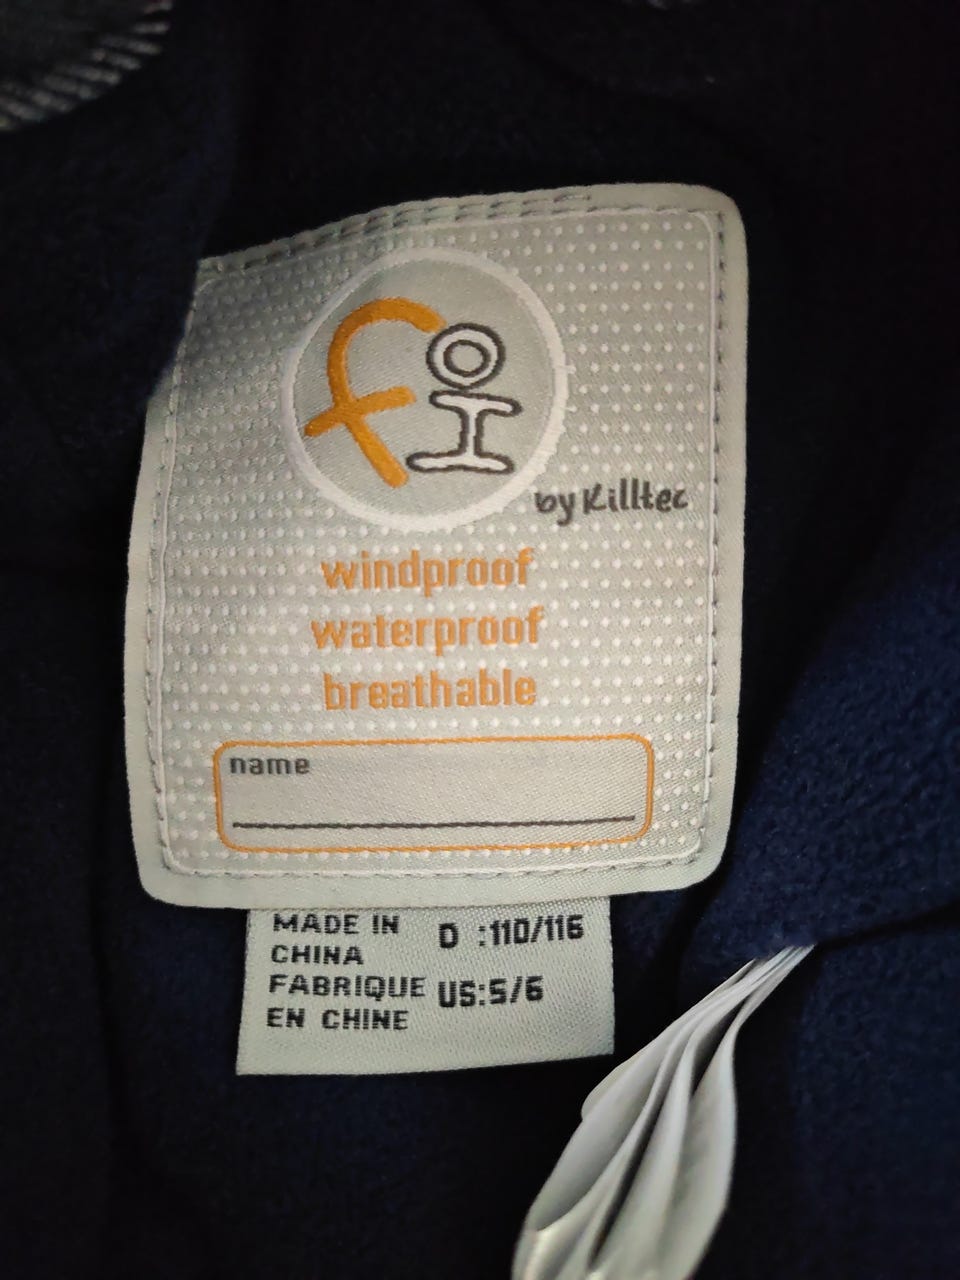 fi
by Killtec
windproof
waterproof
breathable
name
MADE IN
CHINA
FABRIQUE
EN CHINE
D :110/116
US:5/6